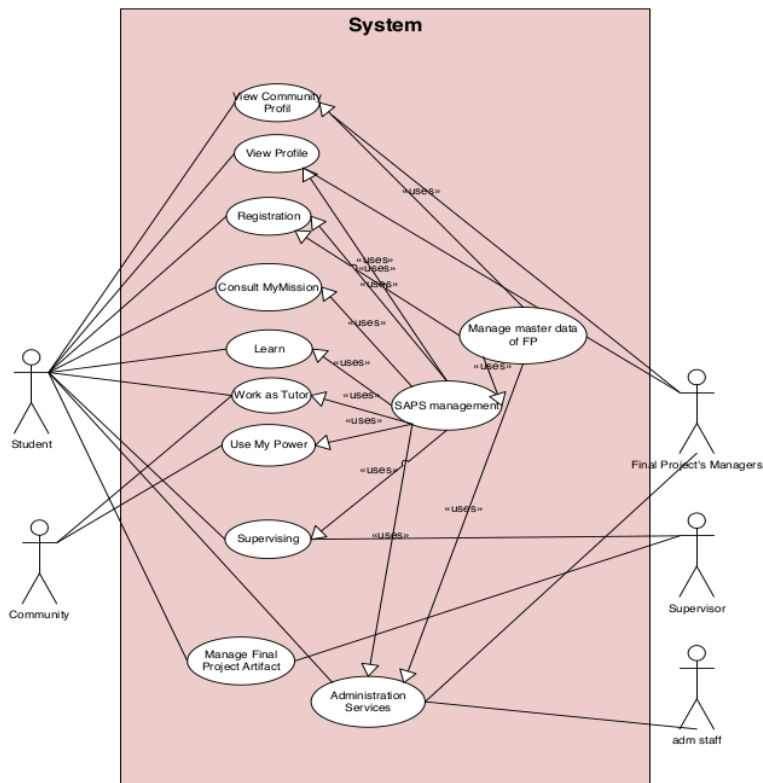 System
View Community
Profil
View Profile
«uses»
Registration
«uses»
«uses»
«uses»
Consult MyMission
«uses»
Manage master data
of FP
Learn
«uses»
«uses»
Work as Tutor
«uses»
SAPS management
Student
«uses»
Use My Power
Final Project's Managers
«uses»
«uses»
Supervising
«uses»
Community
Supervisor
Manage Final
Project Artifact
Administration
Services
adm staff